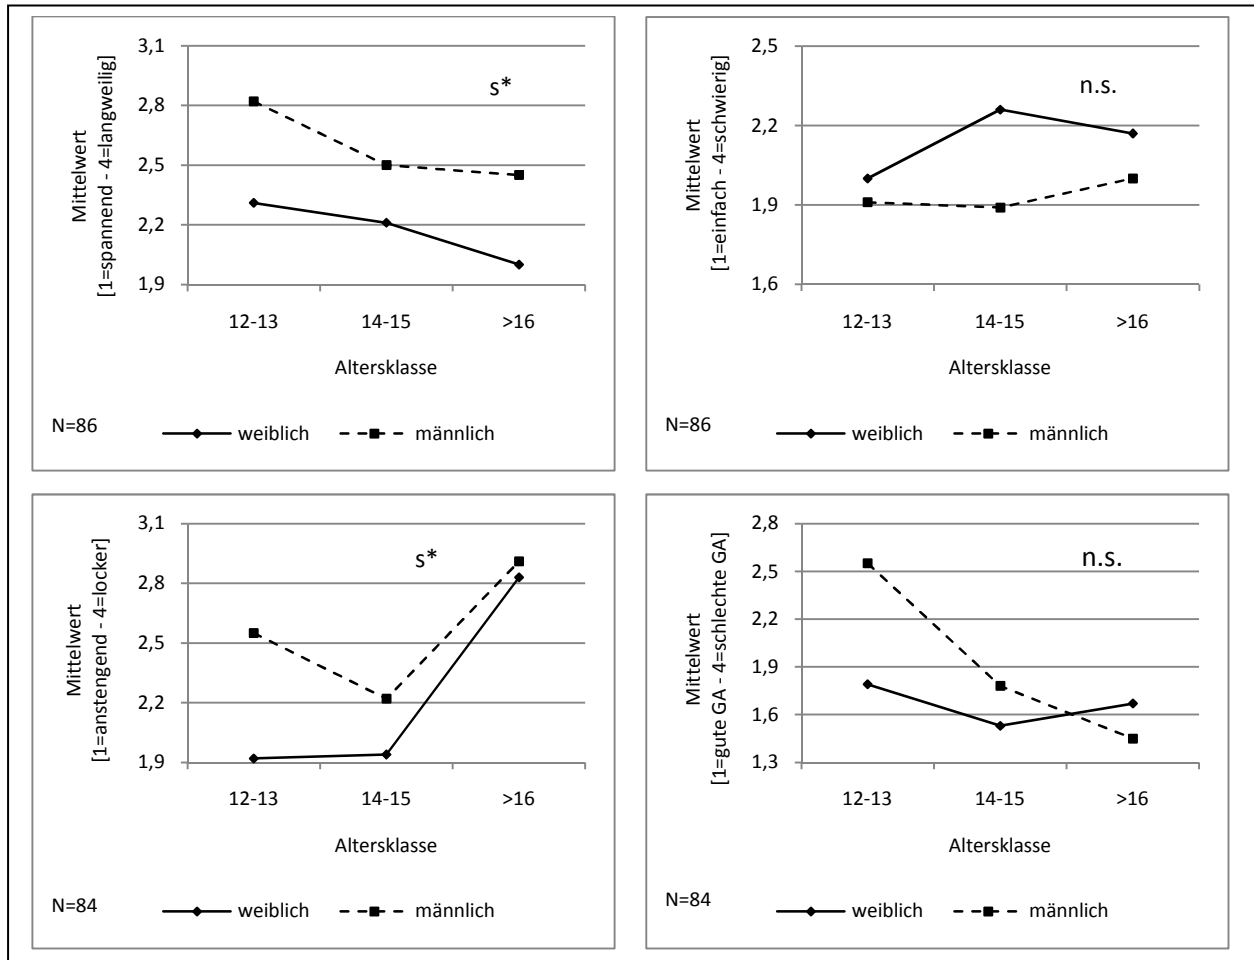 Mittelwert
[1=spannend - 4=langweilig]
3,1
2,8
2,5
2,2
1,9
s*
12-13 14-15 >16
Altersklasse
N=86
weiblich männlich
Mittelwert
[1=einfach - 4=schwierig]
2,5
2,2
1,9
1,6
n.s.
12-13 14-15 >16
Altersklasse
N=86
weiblich männlich
Mittelwert
[1=anstengend - 4=locker]
3,1
2,8
2,5
2,2
1,9
s*
12-13 14-15 >16
Altersklasse
N=84
weiblich männlich
Mittelwert
[1=gute GA - 4=schlechte GA]
2,8
2,5
2,2
1,9
1,6
1,3
n.s.
12-13 14-15 >16
Altersklasse
N=84
weiblich männlich